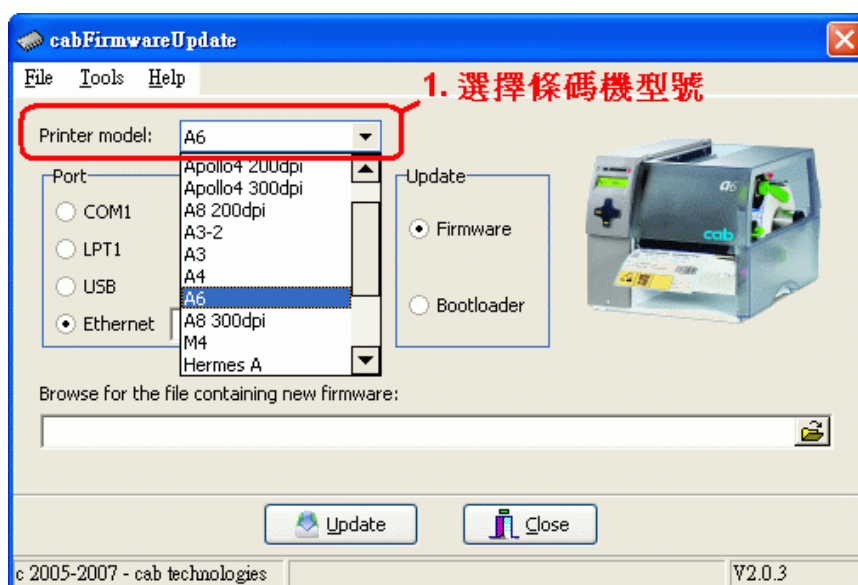 cabFirmwareUpdate
File Tools Help
1. 選擇條碼機型號
Printer model: A6
Apollo4 200dpi
Apollo4 300dpi
A8 200dpi
A3-2
A3
A4
A6
A8 300dpi
M4
Hermes A
Port
COM1
LPT1
USB
Ethernet
Update
Firmware
Bootloader
a6
cab
Browse for the file containing new firmware:
Update
Close
c 2005-2007 - cab technologies
V2.0.3